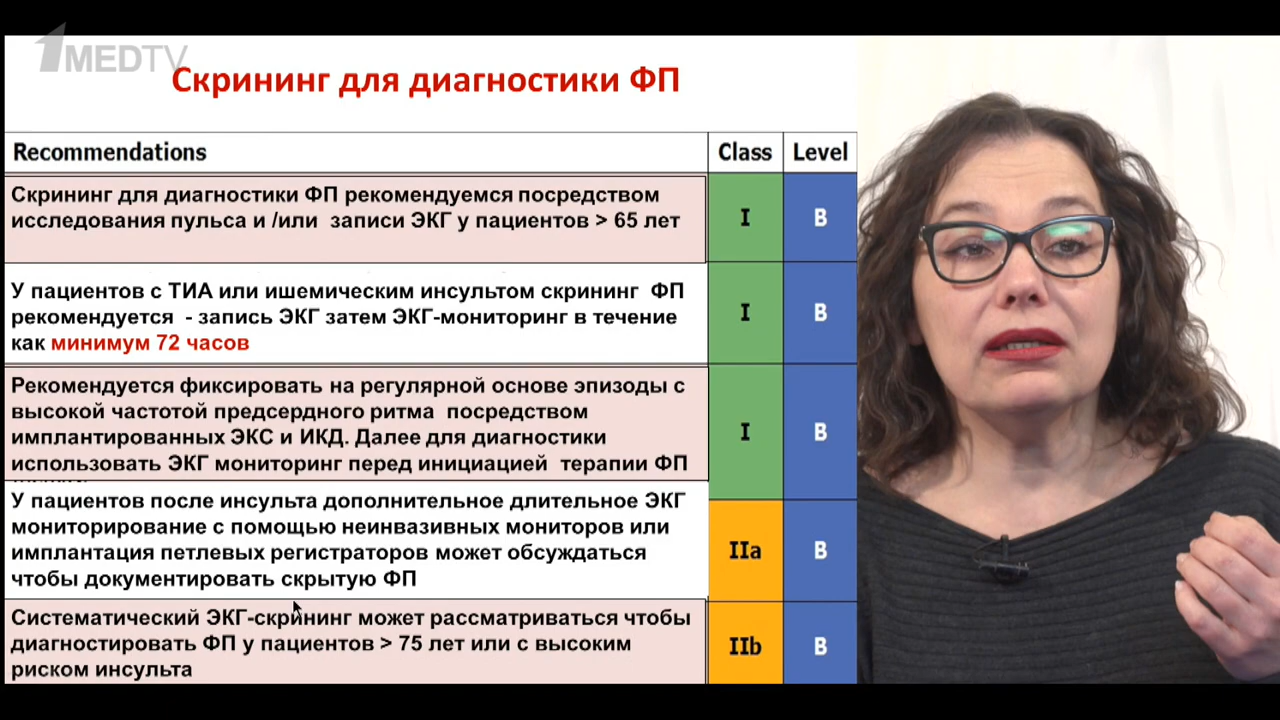 1MEDTV
Скрининг для диагностики ФП
Recommendations Class Level
Скрининг для диагностики ФП рекомендуемся посредством
исследования пульса и /или записи ЭКГ у пациентов > 65 лет
I B
У пациентов с ТИА или ишемическим инсультом скрининг ФП
рекомендуется - запись ЭКГ затем ЭКГ-мониторинг в течение
как минимум 72 часов
I B
Рекомендуется фиксировать на регулярной основе эпизоды с
высокой частотой предсердного ритма посредством
имплантированных ЭКС и ИКД. Далее для диагностики
использовать ЭКГ мониторинг перед инициацией терапии ФП
I B
У пациентов после инсульта дополнительное длительное ЭКГ
мониторирование с помощью неинвазивных мониторов или
имплантация петлевых регистраторов может обсуждаться
чтобы документировать скрытую ФП
IIa B
Систематический ЭКГ-скрининг может рассматриваться чтобы
диагностировать ФП у пациентов > 75 лет или с высоким
риском инсульта
IIb B